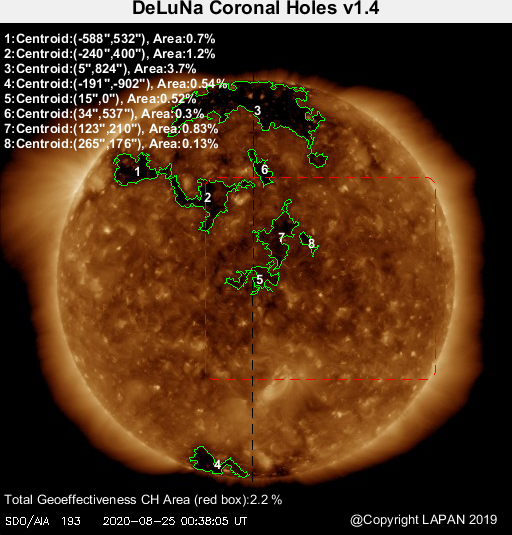 DeLuNa Coronal Holes v1.4
1:Centroid:(-588",532"), Area:0.7%
2:Centroid:(-240",400"), Area:1.2%
3:Centroid:(5",824"), Area:3.7%
4:Centroid:(-191",-902"), Area:0.54%
5:Centroid:(15",0"), Area:0.52%
6:Centroid:(34",537"), Area:0.3%
7:Centroid:(123",210"), Area:0.83%
8:Centroid:(265",176"), Area:0.13%
3
1
6
2
7
8
5
4
Total Geoeffectiveness CH Area (red box):2.2 %
SDO/AIA 193 2020-08-25 00:38:05 UT
@Copyright LAPAN 2019